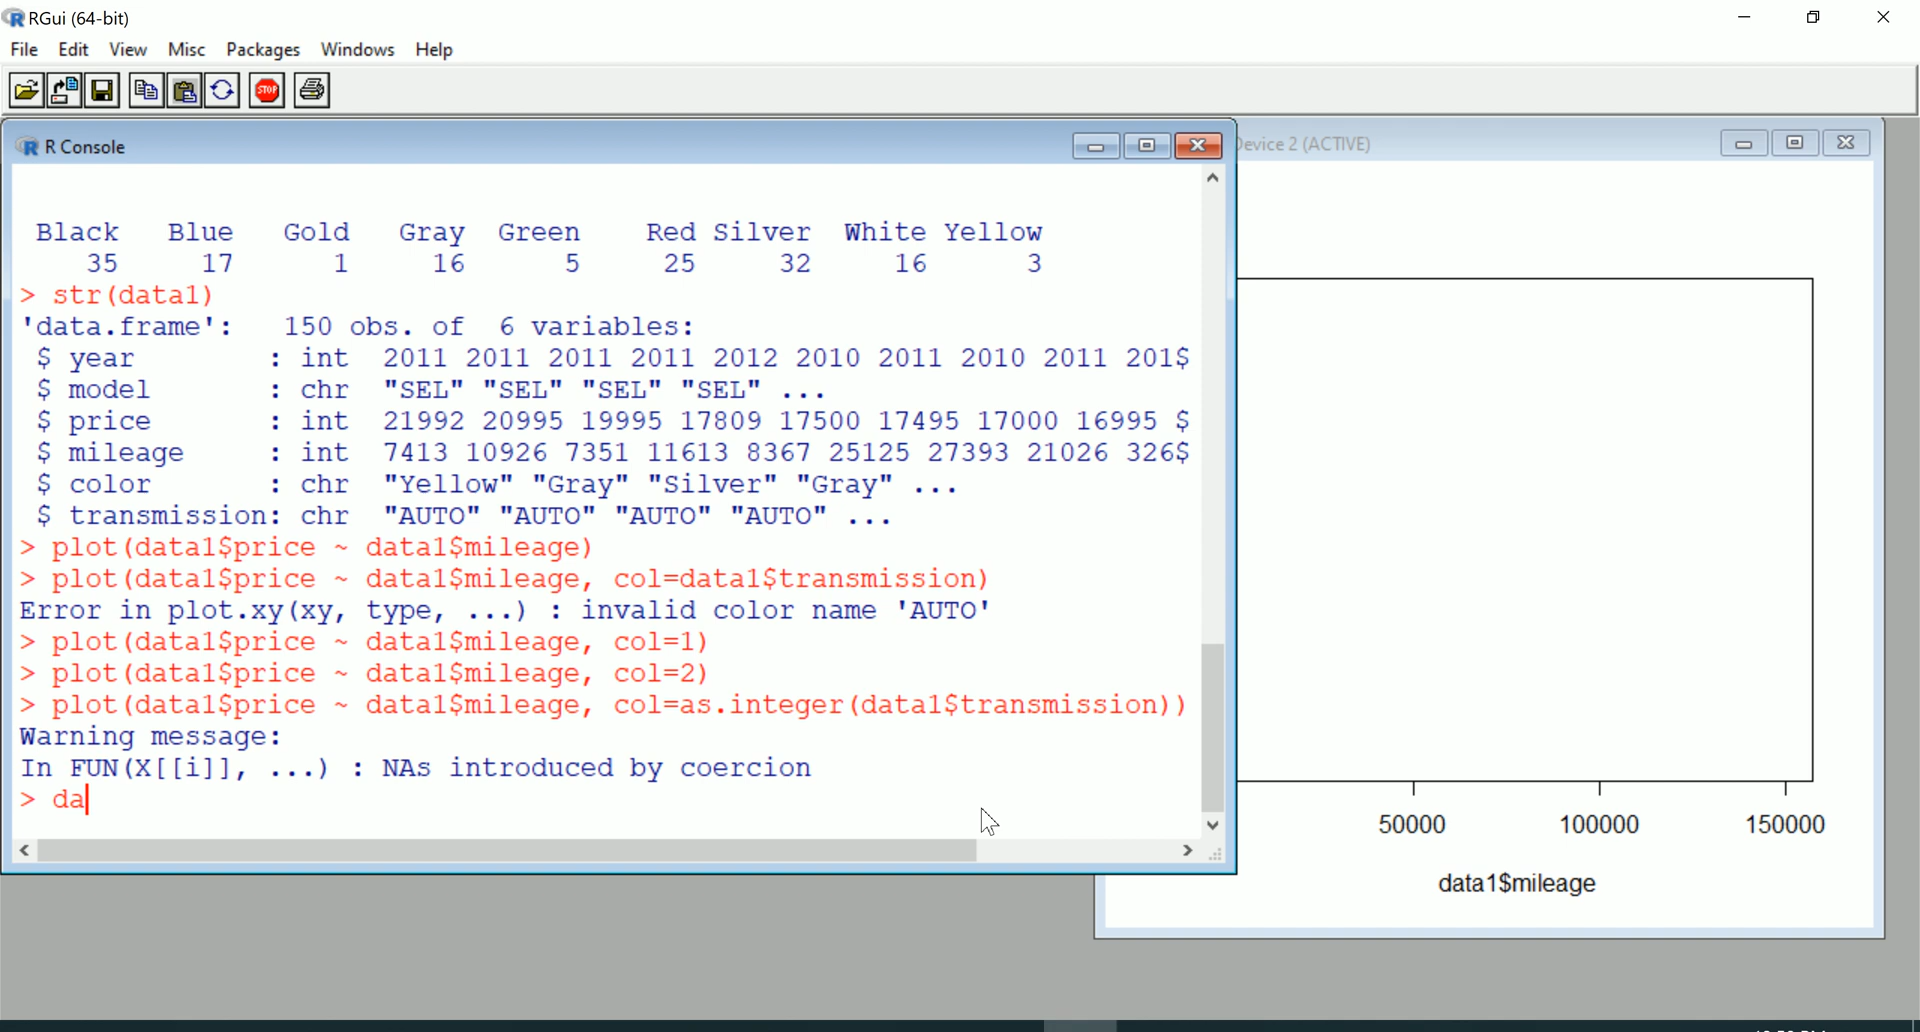 RGui (64-bit)
File Edit View Misc Packages Windows Help
STOP
R Console
Device 2 (ACTIVE)
Black Blue Gold Gray Green Red Silver White Yellow
35 17 1 16 5 25 32 16 3
> str(data1)
'data.frame': 150 obs. of 6 variables:
$ year : int 2011 2011 2011 2011 2012 2010 2011 2010 2011 201$
$ model : chr "SEL" "SEL" "SEL" "SEL" ...
$ price : int 21992 20995 19995 17809 17500 17495 17000 16995 $
$ mileage : int 7413 10926 7351 11613 8367 25125 27393 21026 326$
$ color : chr "Yellow" "Gray" "Silver" "Gray" ...
$ transmission: chr "AUTO" "AUTO" "AUTO" "AUTO" ...
> plot(data1$price ~ data1$mileage)
> plot(data1$price ~ data1$mileage, col=data1$transmission)
Error in plot.xy(xy, type, ...) : invalid color name 'AUTO'
> plot(data1$price ~ data1$mileage, col=1)
> plot(data1$price ~ data1$mileage, col=2)
> plot(data1$price ~ data1$mileage, col=as.integer(data1$transmission))
Warning message:
In FUN(X[[i]], ...) : NAs introduced by coercion
> da
50000 100000 150000
data1$mileage